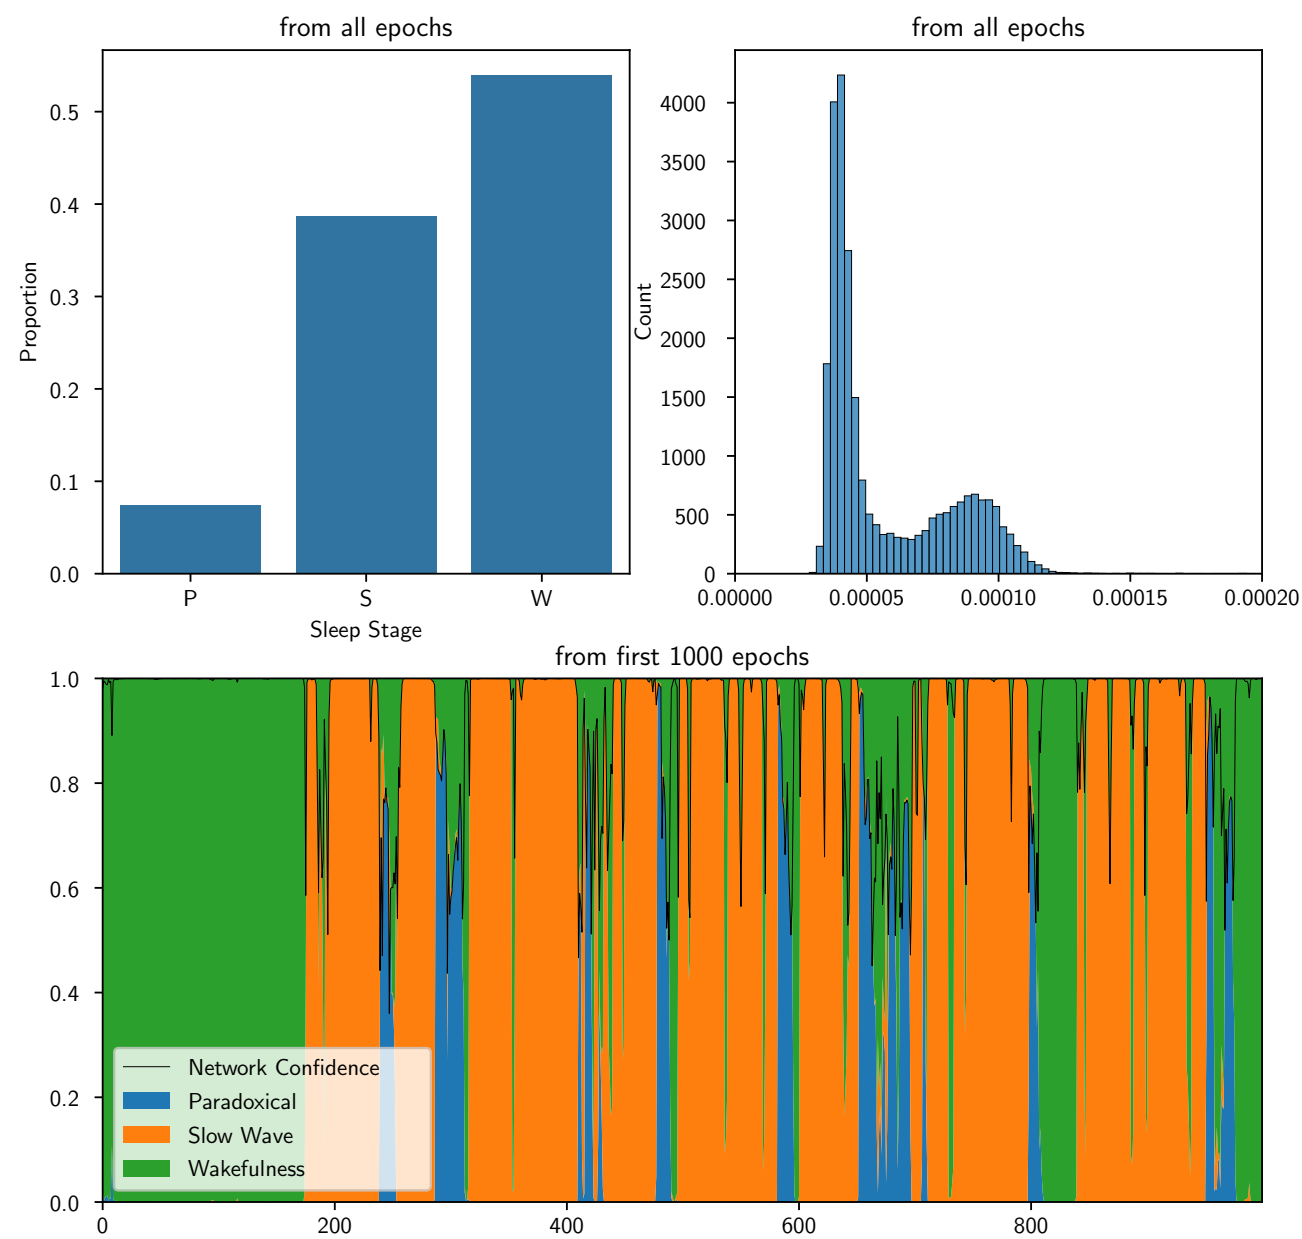 from all epochs
Proportion
0.5
0.4
0.3
0.2
0.1
0.0
P S W
Sleep Stage
from all epochs
Count
4000
3500
3000
2500
2000
1500
1000
500
0
0.00000 0.00005 0.00010 0.00015 0.00020
from first 1000 epochs
1.0
0.8
0.6
0.4
0.2
0.0
Network Confidence
Paradoxical
Slow Wave
Wakefulness
0 200 400 600 800